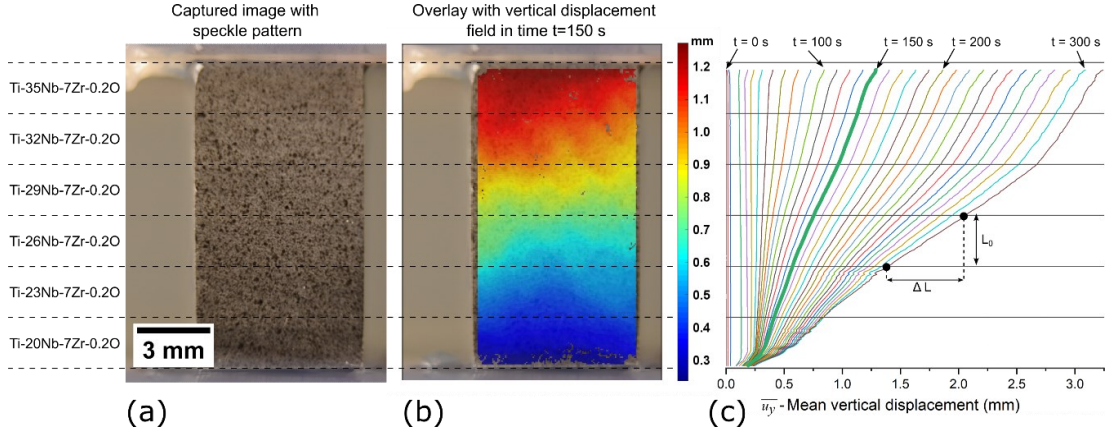 Captured image with
speckle pattern
Overlay with vertical displacement
field in time t=150 s
mm
t = 0 s
t = 100 s
t = 150 s
t = 200 s
t = 300 s
Ti-35Nb-7Zr-0.2O
Ti-32Nb-7Zr-0.2O
Ti-29Nb-7Zr-0.2O
Ti-26Nb-7Zr-0.2O
Ti-23Nb-7Zr-0.2O
Ti-20Nb-7Zr-0.2O
3 mm
1.2
1.1
1.0
0.9
0.8
0.7
0.6
0.5
0.4
0.3
L₀
Δ L
0.0
0.5
1.0
1.5
2.0
2.5
3.0
(a)
(b)
(c)
u̅y̅ - Mean vertical displacement (mm)